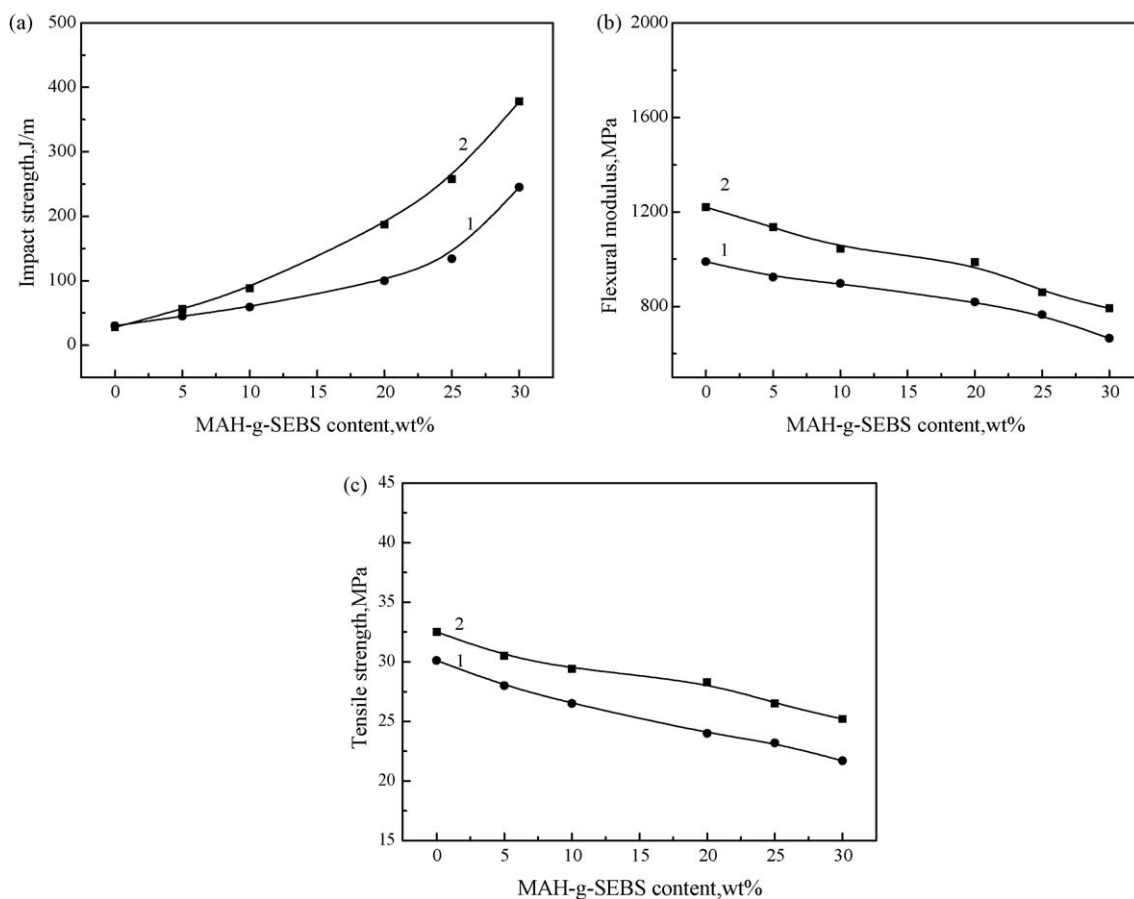 (a)
500
400
300
200
100
0
Impact strength,J/m
2
1
0 5 10 15 20 25 30
MAH-g-SEBS content,wt%
(b)
2000
1600
1200
800
Flexural modulus,MPa
2
1
0 5 10 15 20 25 30
MAH-g-SEBS content,wt%
(c)
45
40
35
30
25
20
15
Tensile strength,MPa
2
1
0 5 10 15 20 25 30
MAH-g-SEBS content,wt%